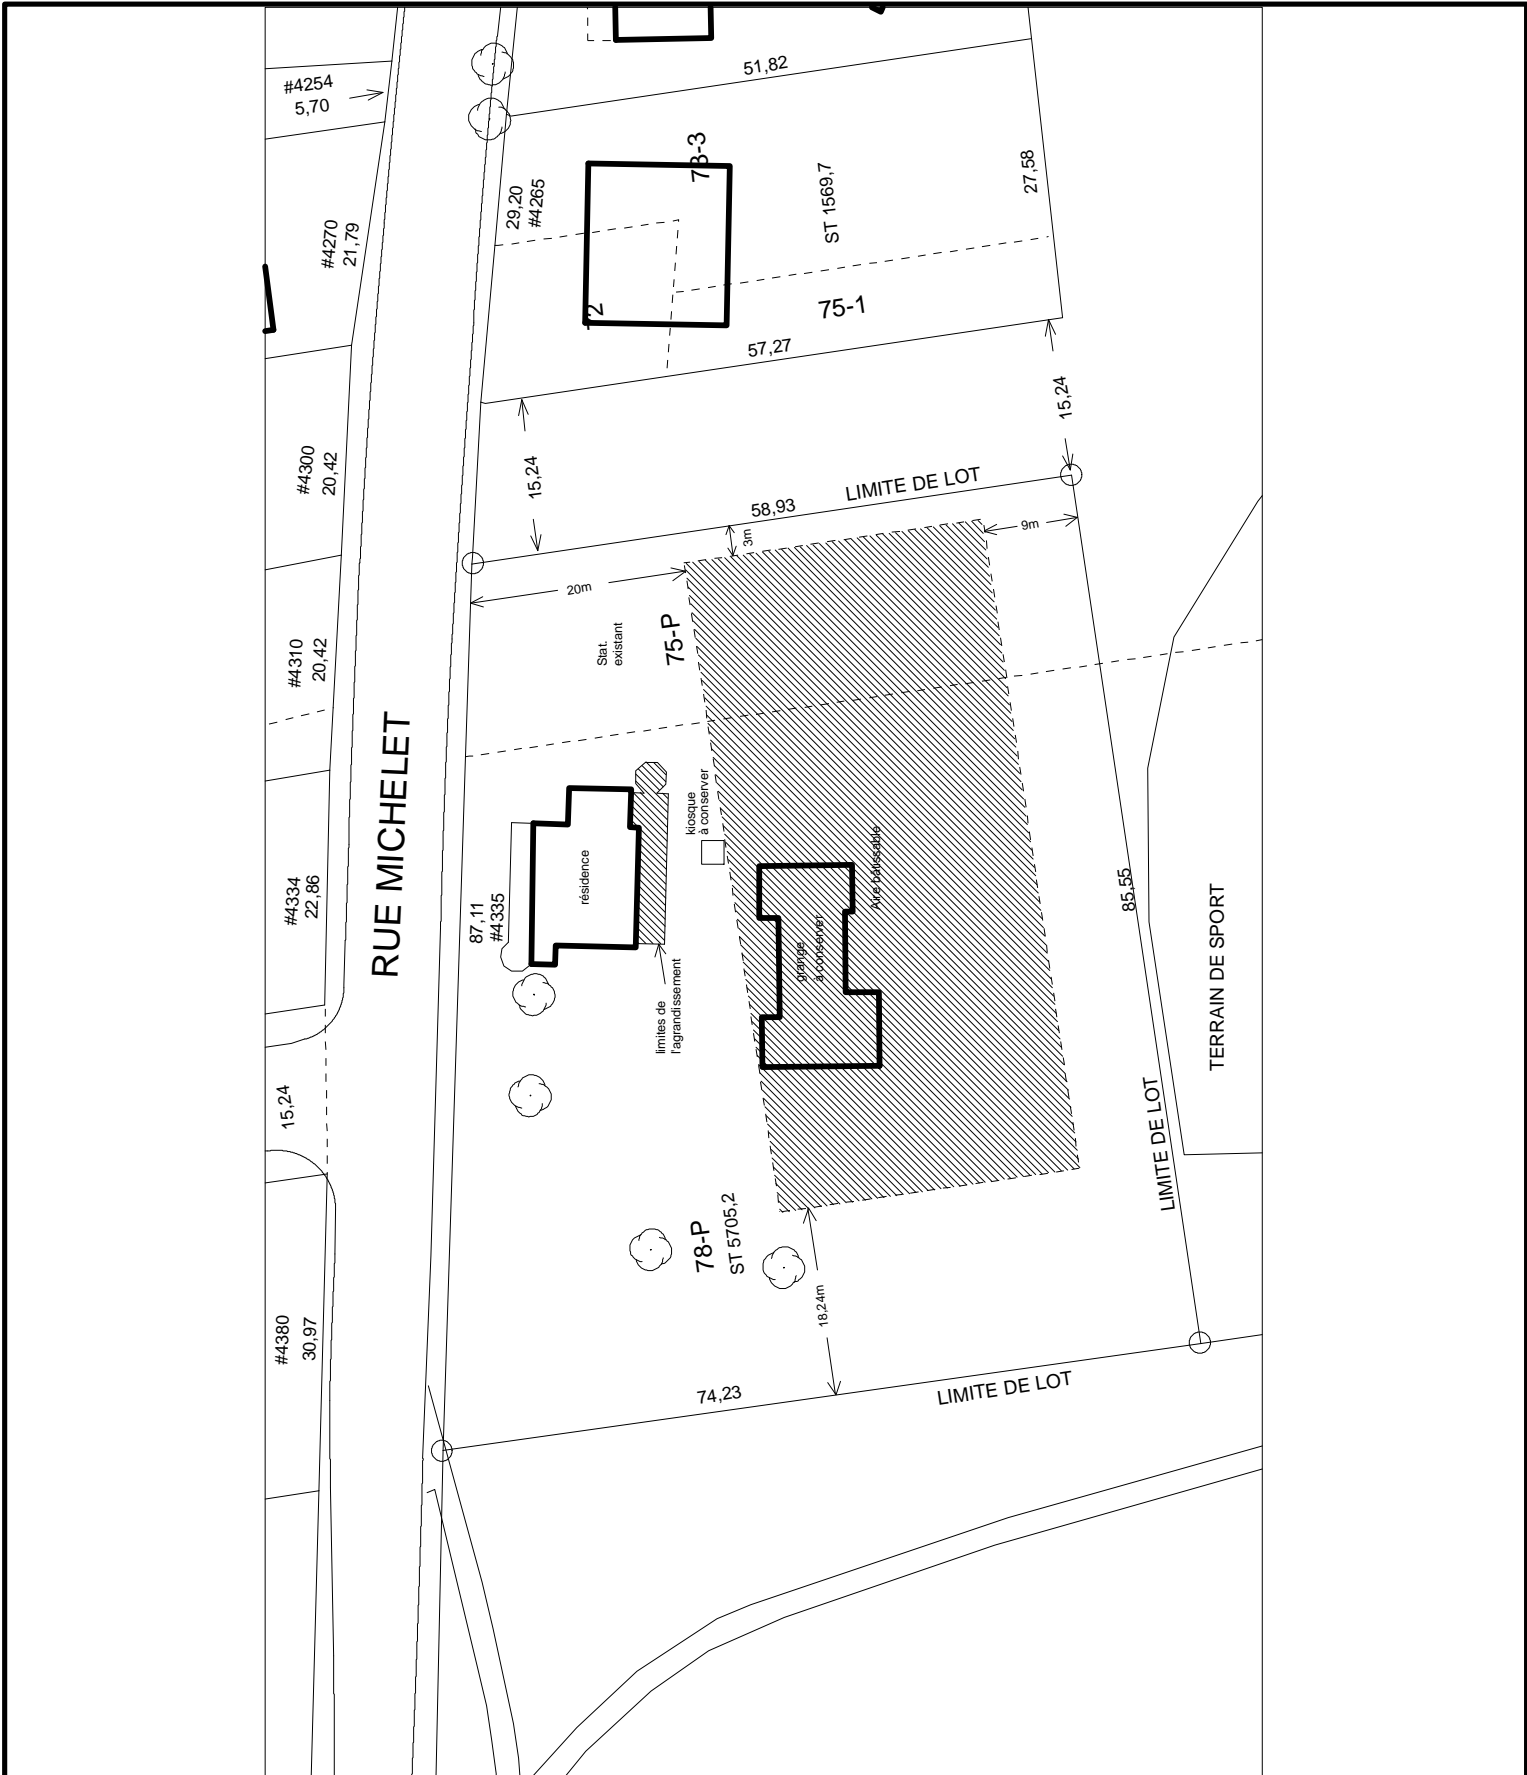 #4254
5,70
51,82
#4270
21,79
29,20
#4265
73-3
ST 1569,7
27,58
75-1
57,27
15,24
15,24
#4300
20,42
LIMITE DE LOT
58,93
3m
9m
20m
Stat.
existant
75-P
#4310
20,42
RUE MICHELET
#4334
22,86
87,11
#4335
résidence
kiosque
à conserver
Aire bâtissable
grange
à conserver
limites de
l'agrandissement
85,55
TERRAIN DE SPORT
LIMITE DE LOT
15,24
78-P
ST 5705,2
18,24m
#4380
30,97
74,23
LIMITE DE LOT